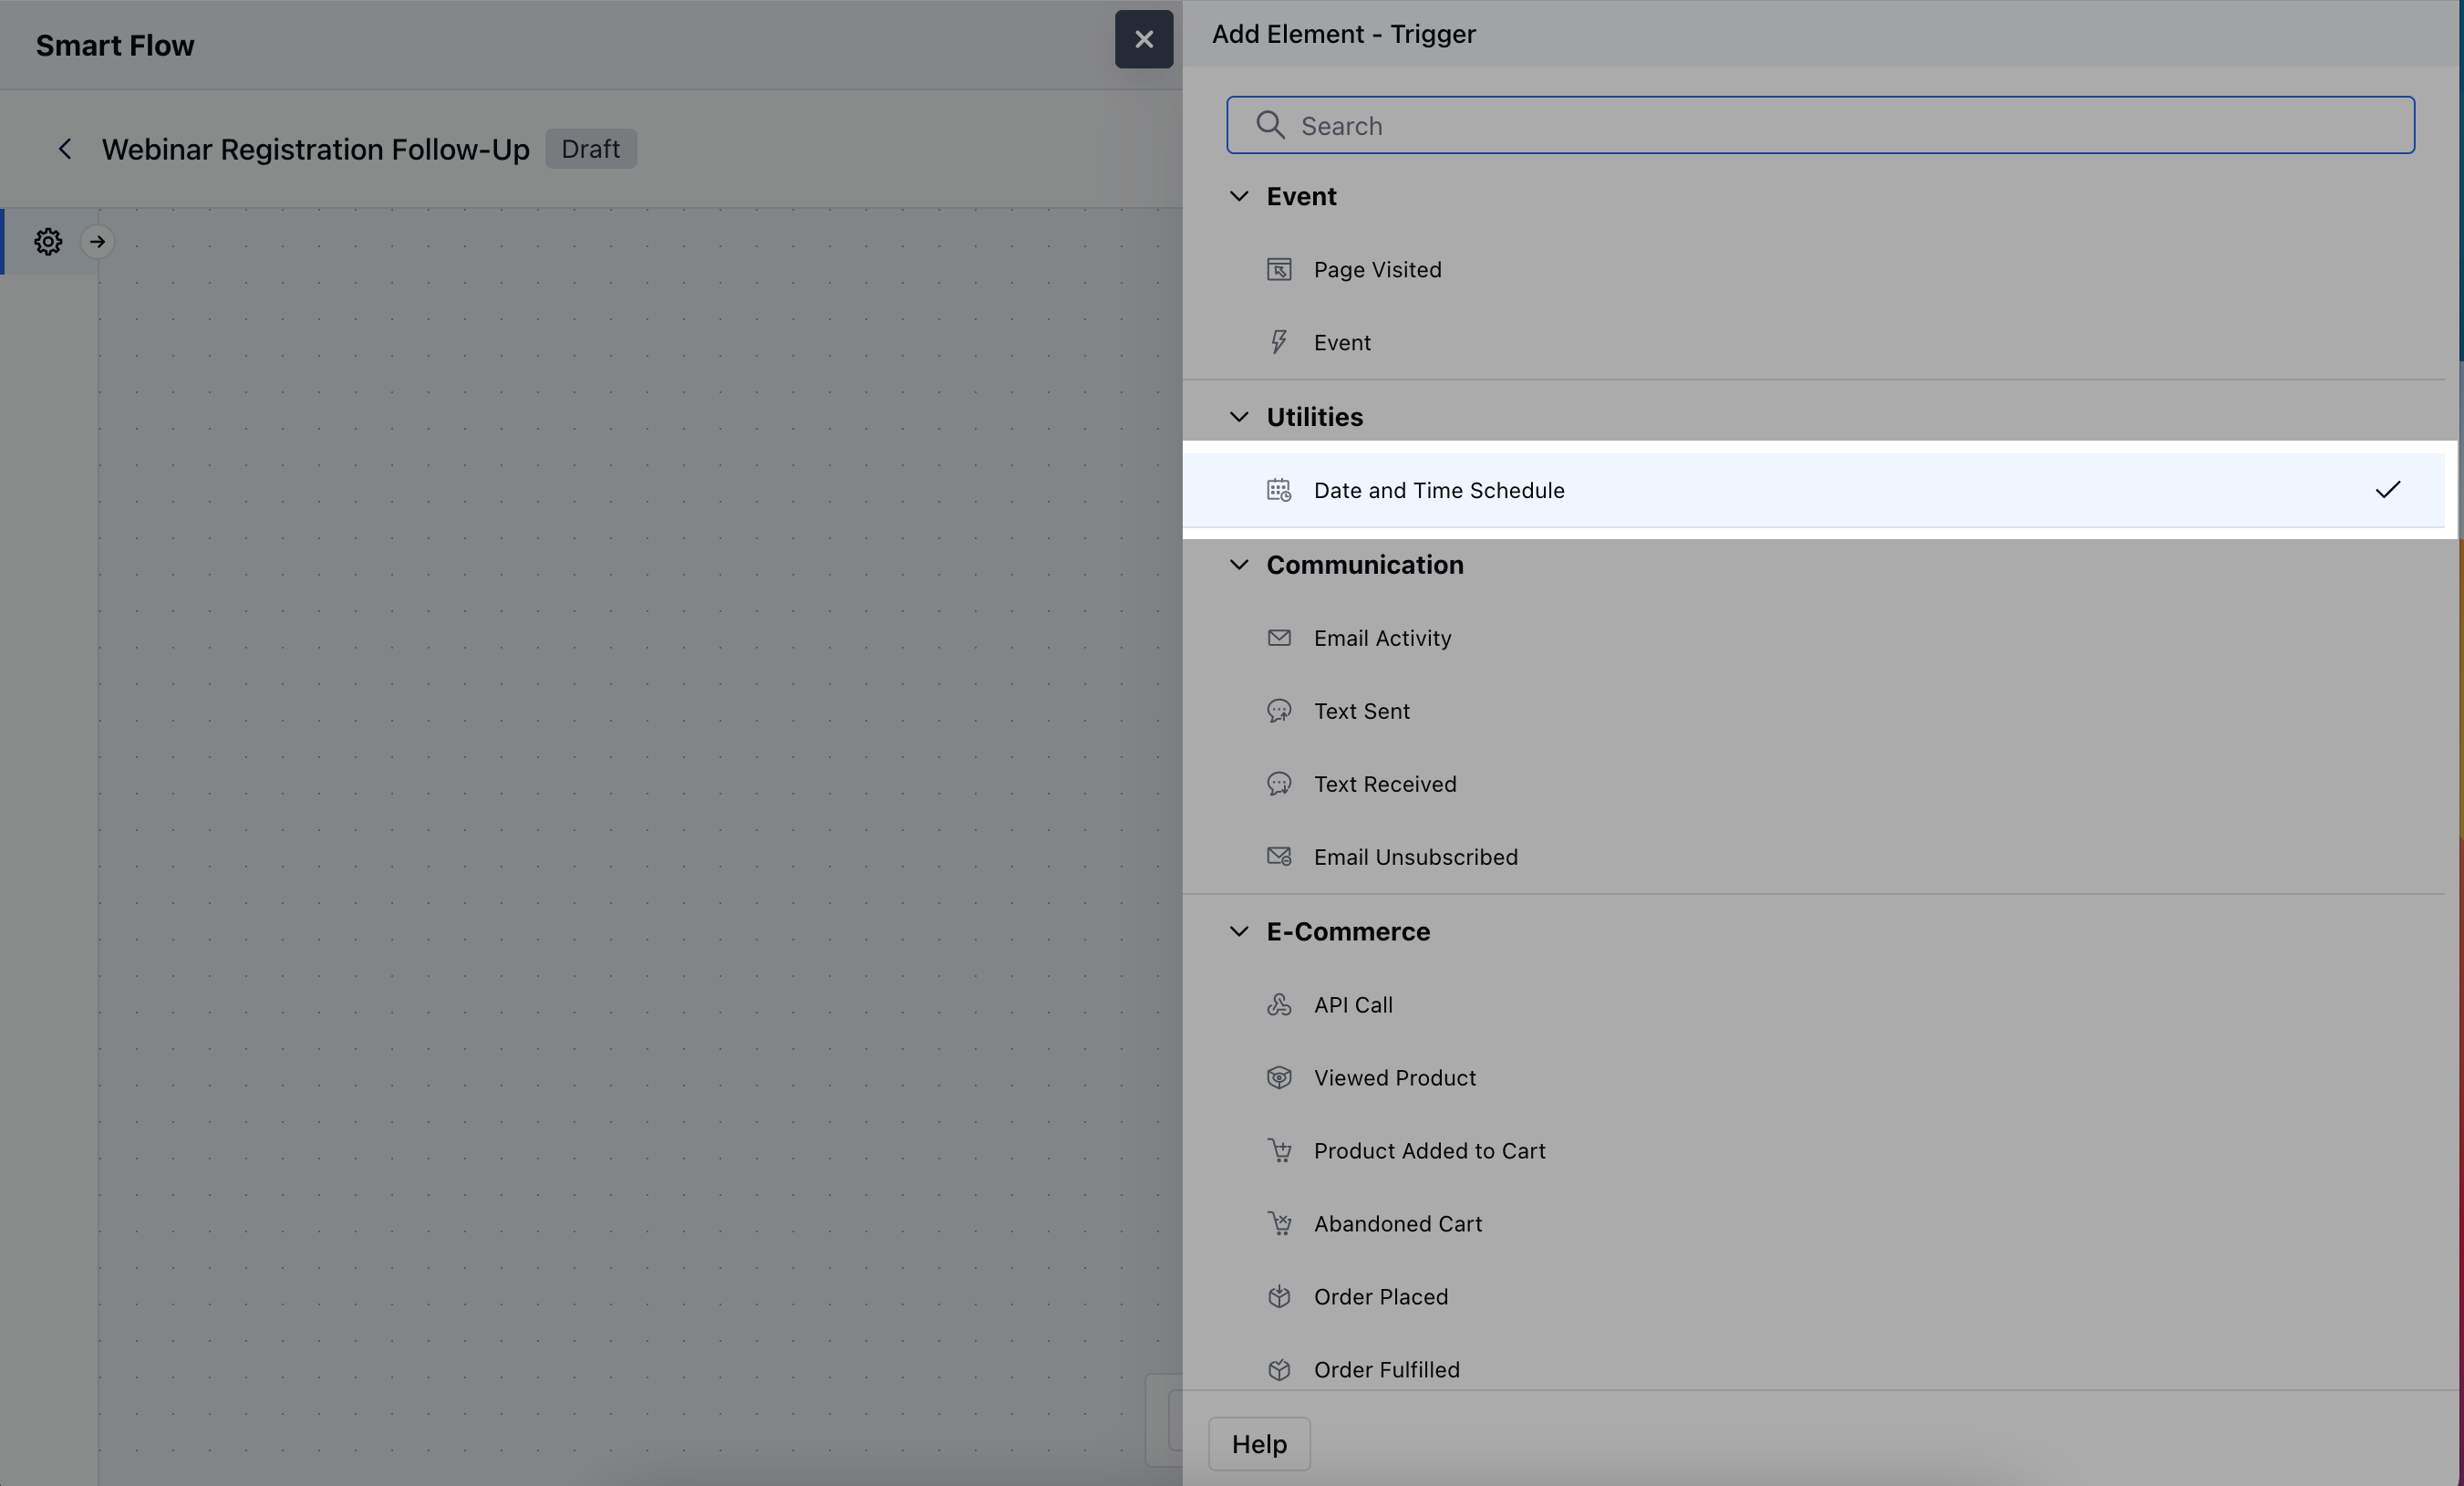 Smart Flow
Webinar Registration Follow-Up
Draft
Add Element - Trigger
Search
Event
Page Visited
Event
Utilities
Date and Time Schedule
Communication
Email Activity
Text Sent
Text Received
Email Unsubscribed
E-Commerce
API Call
Viewed Product
Product Added to Cart
Abandoned Cart
Order Placed
Order Fulfilled
Help